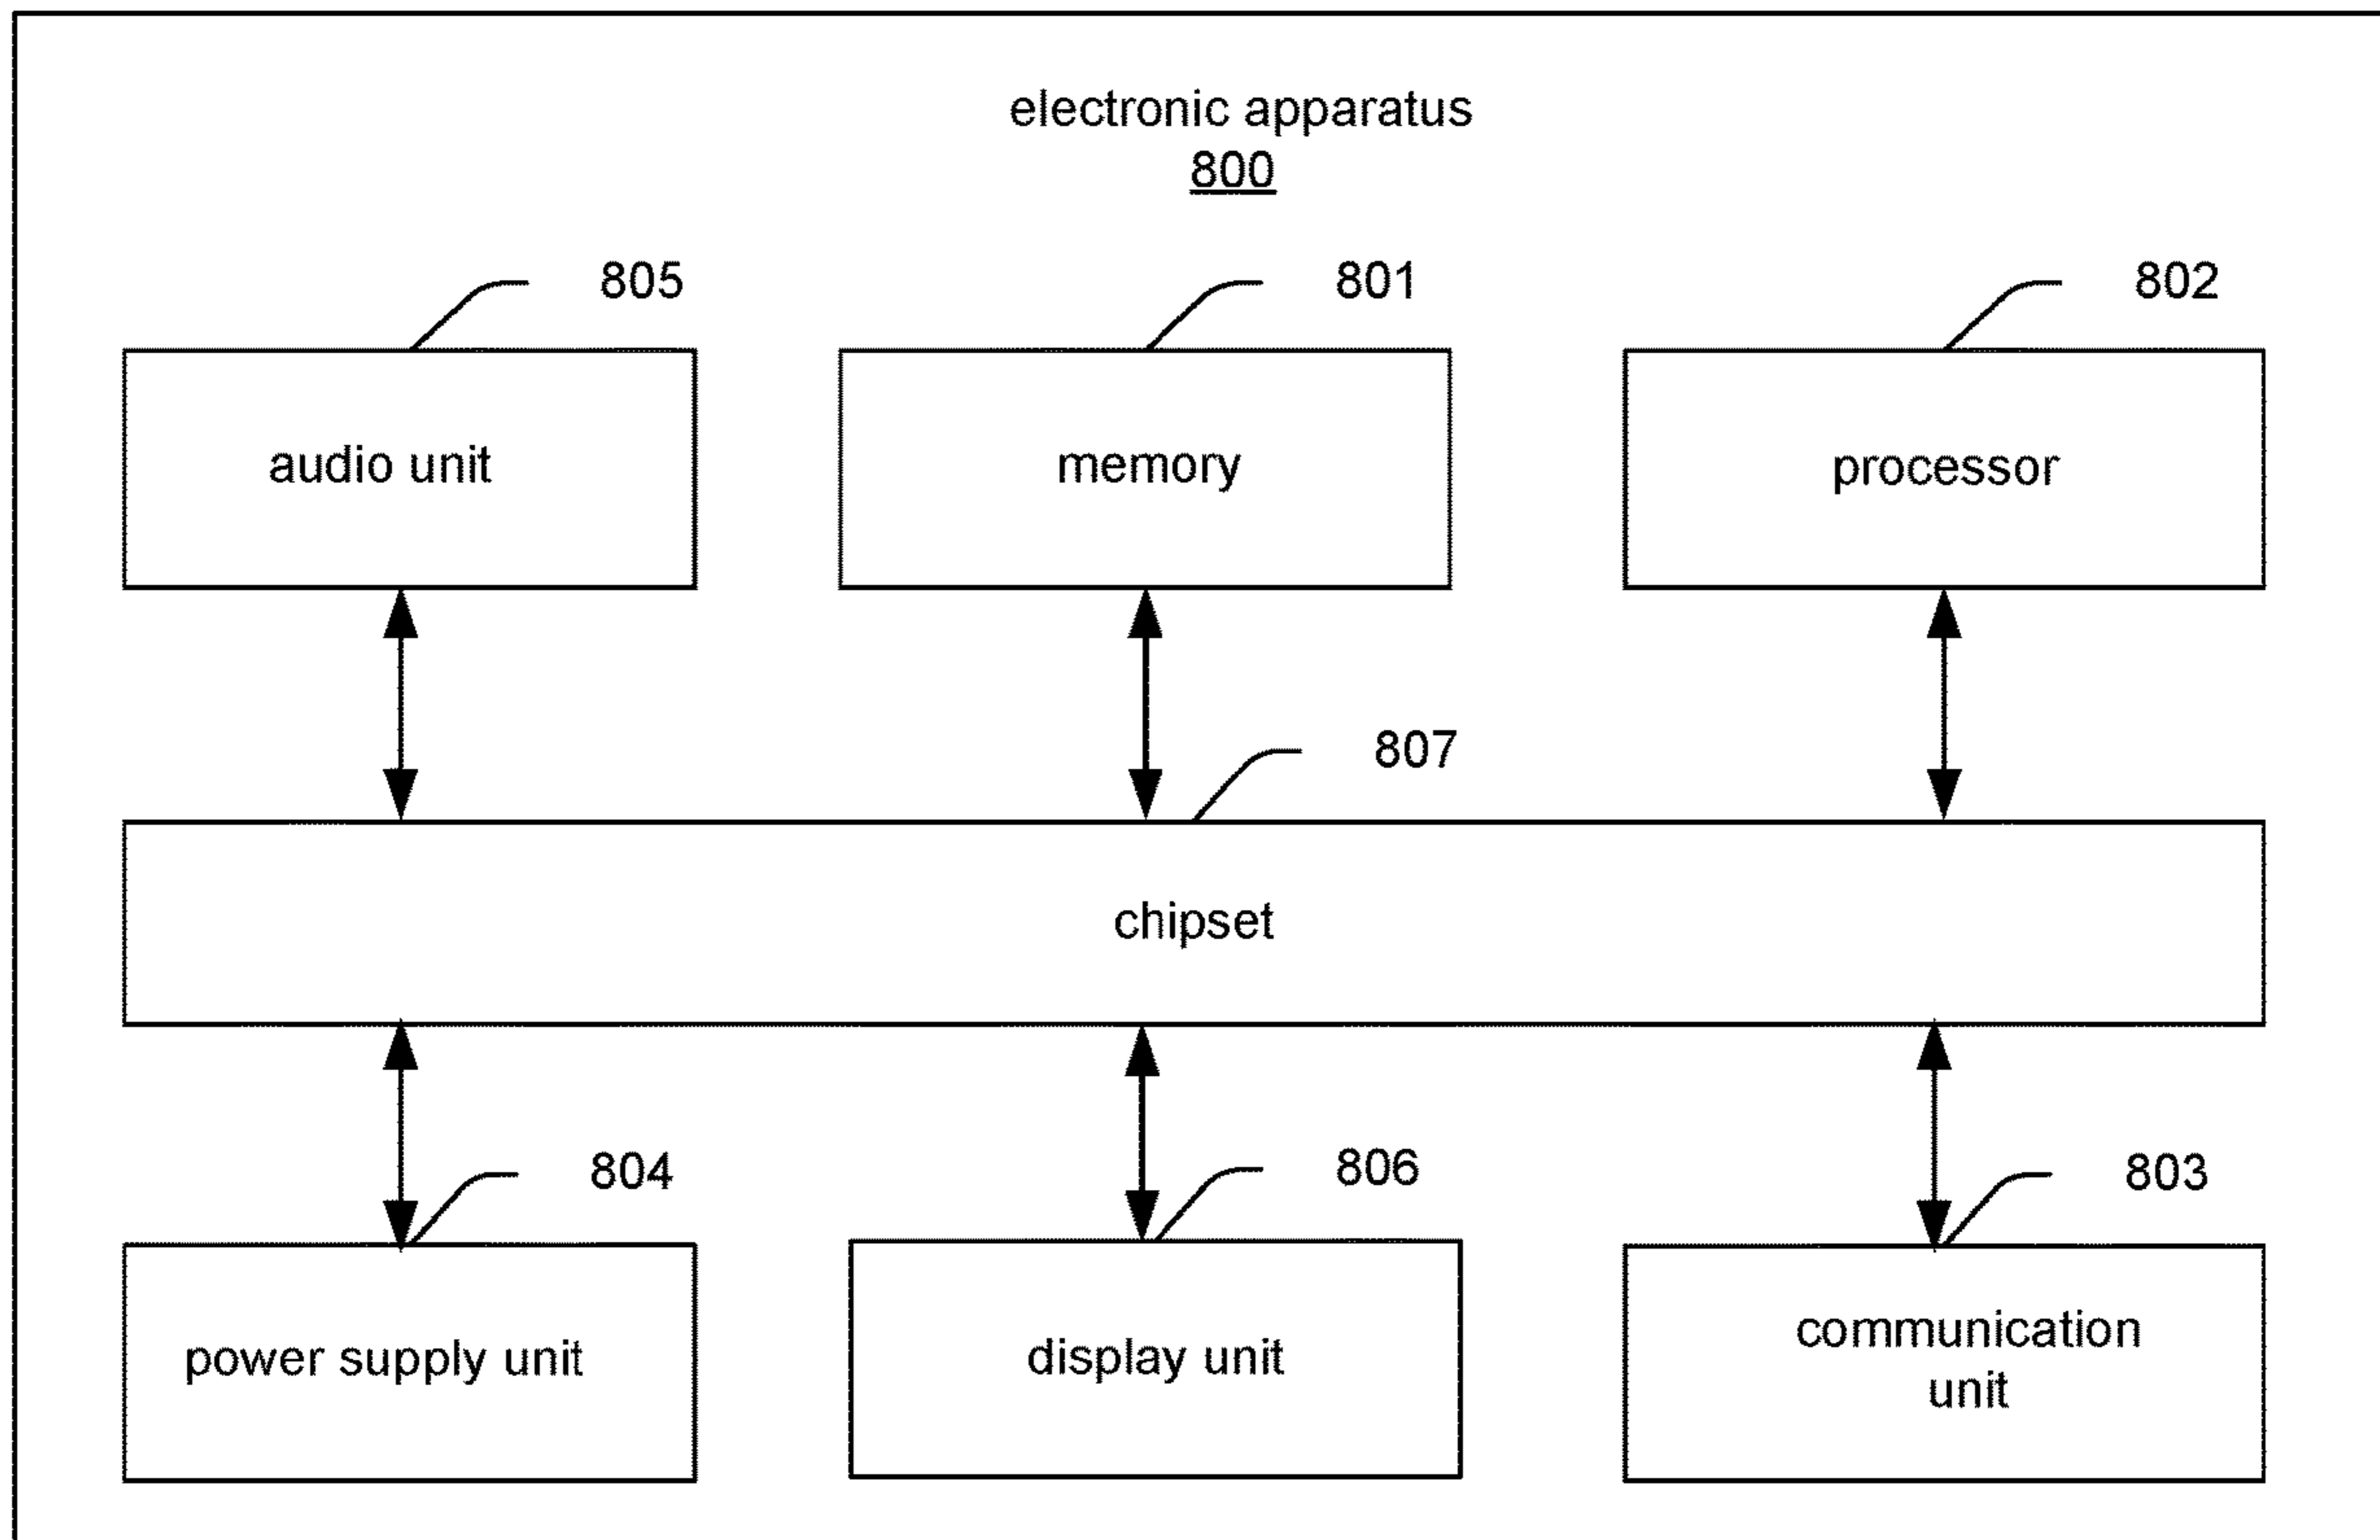 electronic apparatus
800
805
801
802
audio unit
memory
processor
807
chipset
804
806
803
power supply unit
display unit
communication
unit